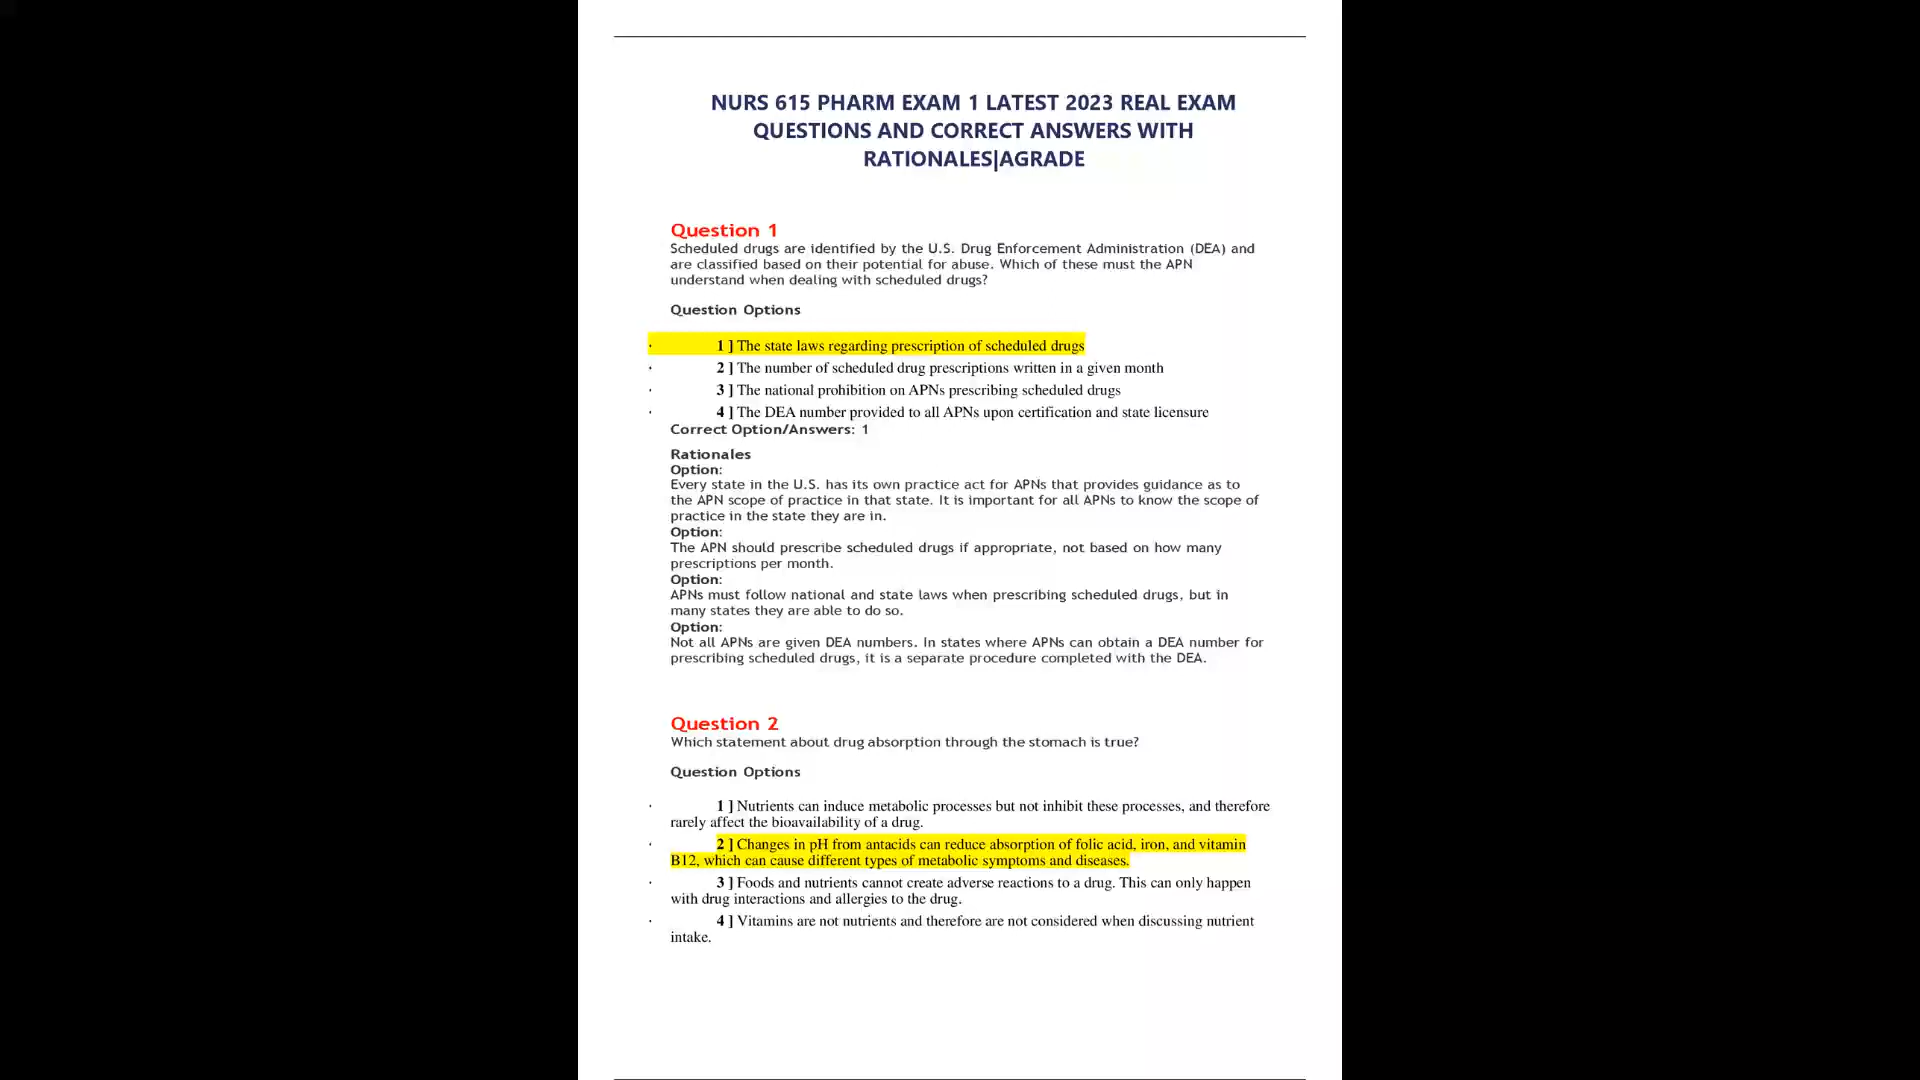 NURS 615 PHARM EXAM 1 LATEST 2023 REAL EXAM
QUESTIONS AND CORRECT ANSWERS WITH
RATIONALES|AGRADE
Question 1
Scheduled drugs are identified by the U.S. Drug Enforcement Administration (DEA) and
are classified based on their potential for abuse. Which of these must the APN
understand when dealing with scheduled drugs?
Question Options
· 1 ] The state laws regarding prescription of scheduled drugs
· 2 ] The number of scheduled drug prescriptions written in a given month
· 3 ] The national prohibition on APNs prescribing scheduled drugs
· 4 ] The DEA number provided to all APNs upon certification and state licensure
Correct Option/Answers: 1
Rationales
Option:
Every state in the U.S. has its own practice act for APNs that provides guidance as to
the APN scope of practice in that state. It is important for all APNs to know the scope of
practice in the state they are in.
Option:
The APN should prescribe scheduled drugs if appropriate, not based on how many
prescriptions per month.
Option:
APNs must follow national and state laws when prescribing scheduled drugs, but in
many states they are able to do so.
Option:
Not all APNs are given DEA numbers. In states where APNs can obtain a DEA number for
prescribing scheduled drugs, it is a separate procedure completed with the DEA.
Question 2
Which statement about drug absorption through the stomach is true?
Question Options
· 1 ] Nutrients can induce metabolic processes but not inhibit these processes, and therefore
rarely affect the bioavailability of a drug.
· 2 ] Changes in pH from antacids can reduce absorption of folic acid, iron, and vitamin
B12, which can cause different types of metabolic symptoms and diseases.
· 3 ] Foods and nutrients cannot create adverse reactions to a drug. This can only happen
with drug interactions and allergies to the drug.
· 4 ] Vitamins are not nutrients and therefore are not considered when discussing nutrient
intake.